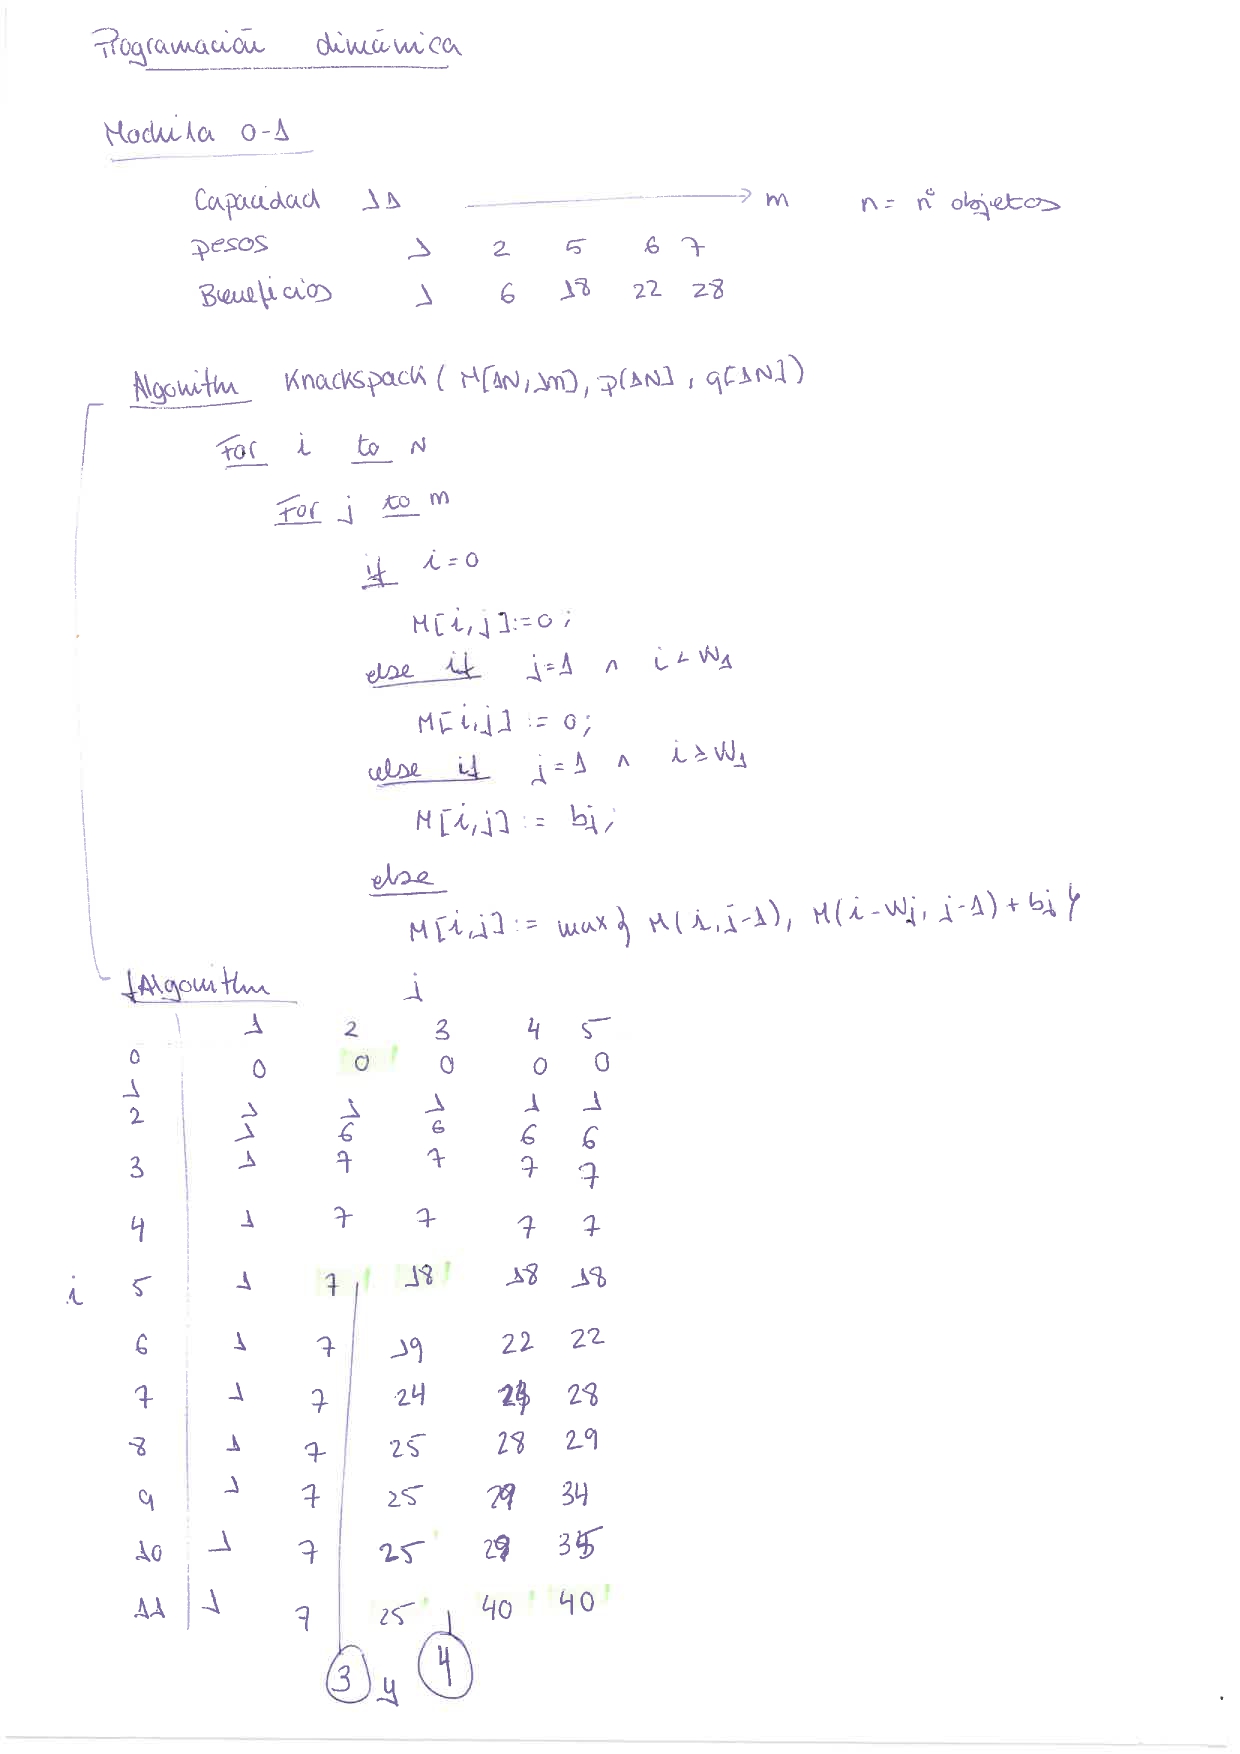 Programación dinámica
Mochila 0-1
Capacidad 11 → m n = nº objetos
pesos 1 2 5 6 7
Beneficios 1 6 18 22 28
Algorithm Knackspack ( M[1N, 1m], p[1N], q[1N] )
For i to N
For j to m
if i = 0
M[i,j] := 0;
else if j = 1 ∧ i < W1
M[i,j] := 0;
else if j = 1 ∧ i ≥ W1
M[i,j] := bj;
else
M[i,j] := max { M(i, j-1), M(i-Wj, j-1) + bj }
fAlgorithm j
1 2 3 4 5
0 0 0 0 0 0
1 1 1 1 1 1
2 1 6 6 6 6
3 1 7 7 7 7
4 1 7 7 7 7
i 5 1 7 18 18 18
6 1 7 19 22 22
7 1 7 24 24 28
8 1 7 25 28 29
9 1 7 25 29 34
10 1 7 25 29 35
11 1 7 25 40 40
3 y 4